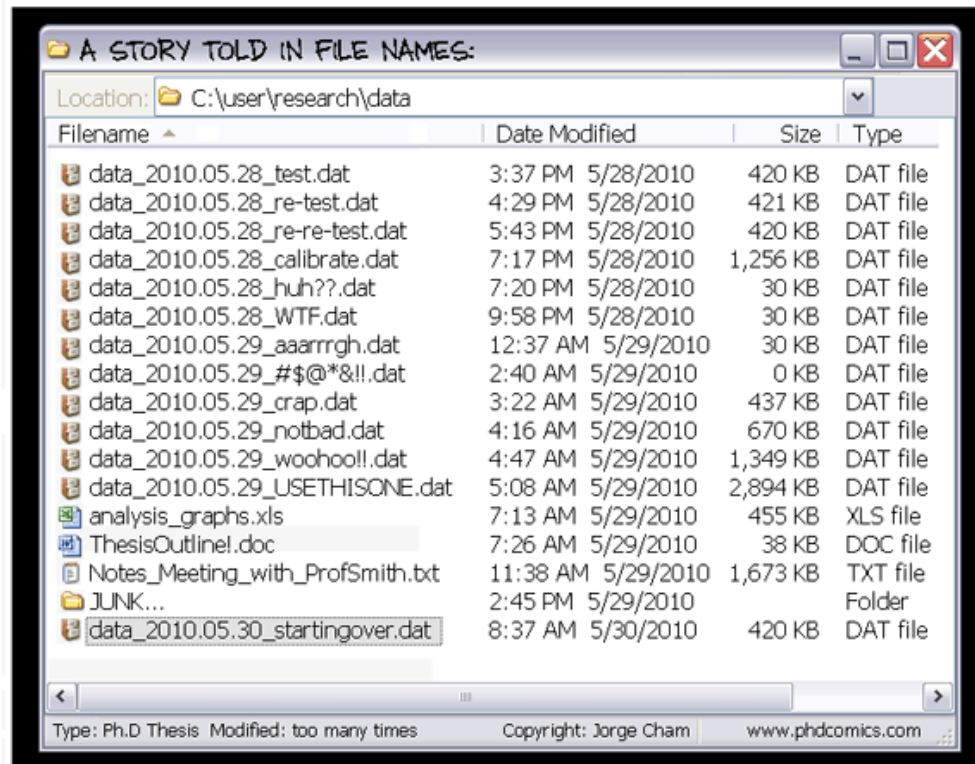 A STORY TOLD IN FILE NAMES:
Location: C:\user\research\data
Filename Date Modified Size Type
data_2010.05.28_test.dat 3:37 PM 5/28/2010 420 KB DAT file
data_2010.05.28_re-test.dat 4:29 PM 5/28/2010 421 KB DAT file
data_2010.05.28_re-re-test.dat 5:43 PM 5/28/2010 420 KB DAT file
data_2010.05.28_calibrate.dat 7:17 PM 5/28/2010 1,256 KB DAT file
data_2010.05.28_huh??.dat 7:20 PM 5/28/2010 30 KB DAT file
data_2010.05.28_WTF.dat 9:58 PM 5/28/2010 30 KB DAT file
data_2010.05.29_aaarrrgh.dat 12:37 AM 5/29/2010 30 KB DAT file
data_2010.05.29_#$@*&!!.dat 2:40 AM 5/29/2010 0 KB DAT file
data_2010.05.29_crap.dat 3:22 AM 5/29/2010 437 KB DAT file
data_2010.05.29_notbad.dat 4:16 AM 5/29/2010 670 KB DAT file
data_2010.05.29_woohoo!!.dat 4:47 AM 5/29/2010 1,349 KB DAT file
data_2010.05.29_USETHISONE.dat 5:08 AM 5/29/2010 2,894 KB DAT file
analysis_graphs.xls 7:13 AM 5/29/2010 455 KB XLS file
ThesisOutline!.doc 7:26 AM 5/29/2010 38 KB DOC file
Notes_Meeting_with_ProfSmith.txt 11:38 AM 5/29/2010 1,673 KB TXT file
JUNK... 2:45 PM 5/29/2010 Folder
data_2010.05.30_startingover.dat 8:37 AM 5/30/2010 420 KB DAT file
Type: Ph.D Thesis Modified: too many times Copyright: Jorge Cham www.phdcomics.com